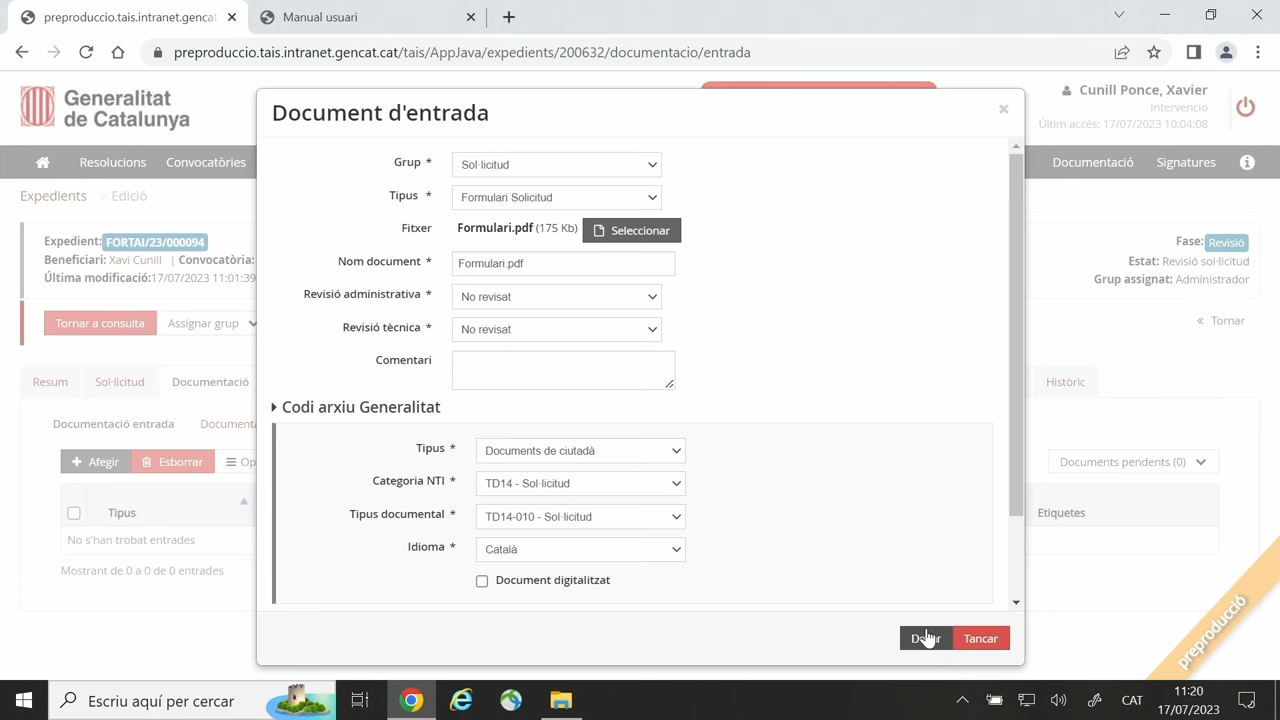 preproduccio.tais.intranet.gencat
Manual usuari
preproduccio.tais.intranet.gencat.cat/tais/AppJava/expedients/200632/documentacio/entrada
Generalitat
de Catalunya
Cunill Ponce, Xavier
Intervencio
Últim accés: 17/07/2023 10:04:08
Resolucions Convocatòries Documentació Signatures
Expedients > Edició
Expedient: FORTAI/23/000094
Beneficiari: Xavi Cunill | Convocatòria:
Última modificació:17/07/2023 11:01:39
Fase: Revisió
Estat: Revisió sol·licitud
Grup assignat: Administrador
Tornar a consulta Assignar grup
« Tornar
Resum Sol·licitud Documentació Històric
Documentació entrada
Afegir Esborrar
Documents pendents (0)
Tipus Etiquetes
No s'han trobat entrades
Mostrant de 0 a 0 de 0 entrades
Document d'entrada
×
Grup * Sol·licitud
Tipus * Formulari Solicitud
Fitxer Formulari.pdf (175 Kb) Seleccionar
Nom document * Formulari.pdf
Revisió administrativa * No revisat
Revisió tècnica * No revisat
Comentari
Codi arxiu Generalitat
Tipus * Documents de ciutadà
Categoria NTI * TD14 - Sol·licitud
Tipus documental * TD14-010 - Sol·licitud
Idioma * Català
Document digitalitzat
Tancar
preproducció
Escriu aquí per cercar
CAT
11:20
17/07/2023